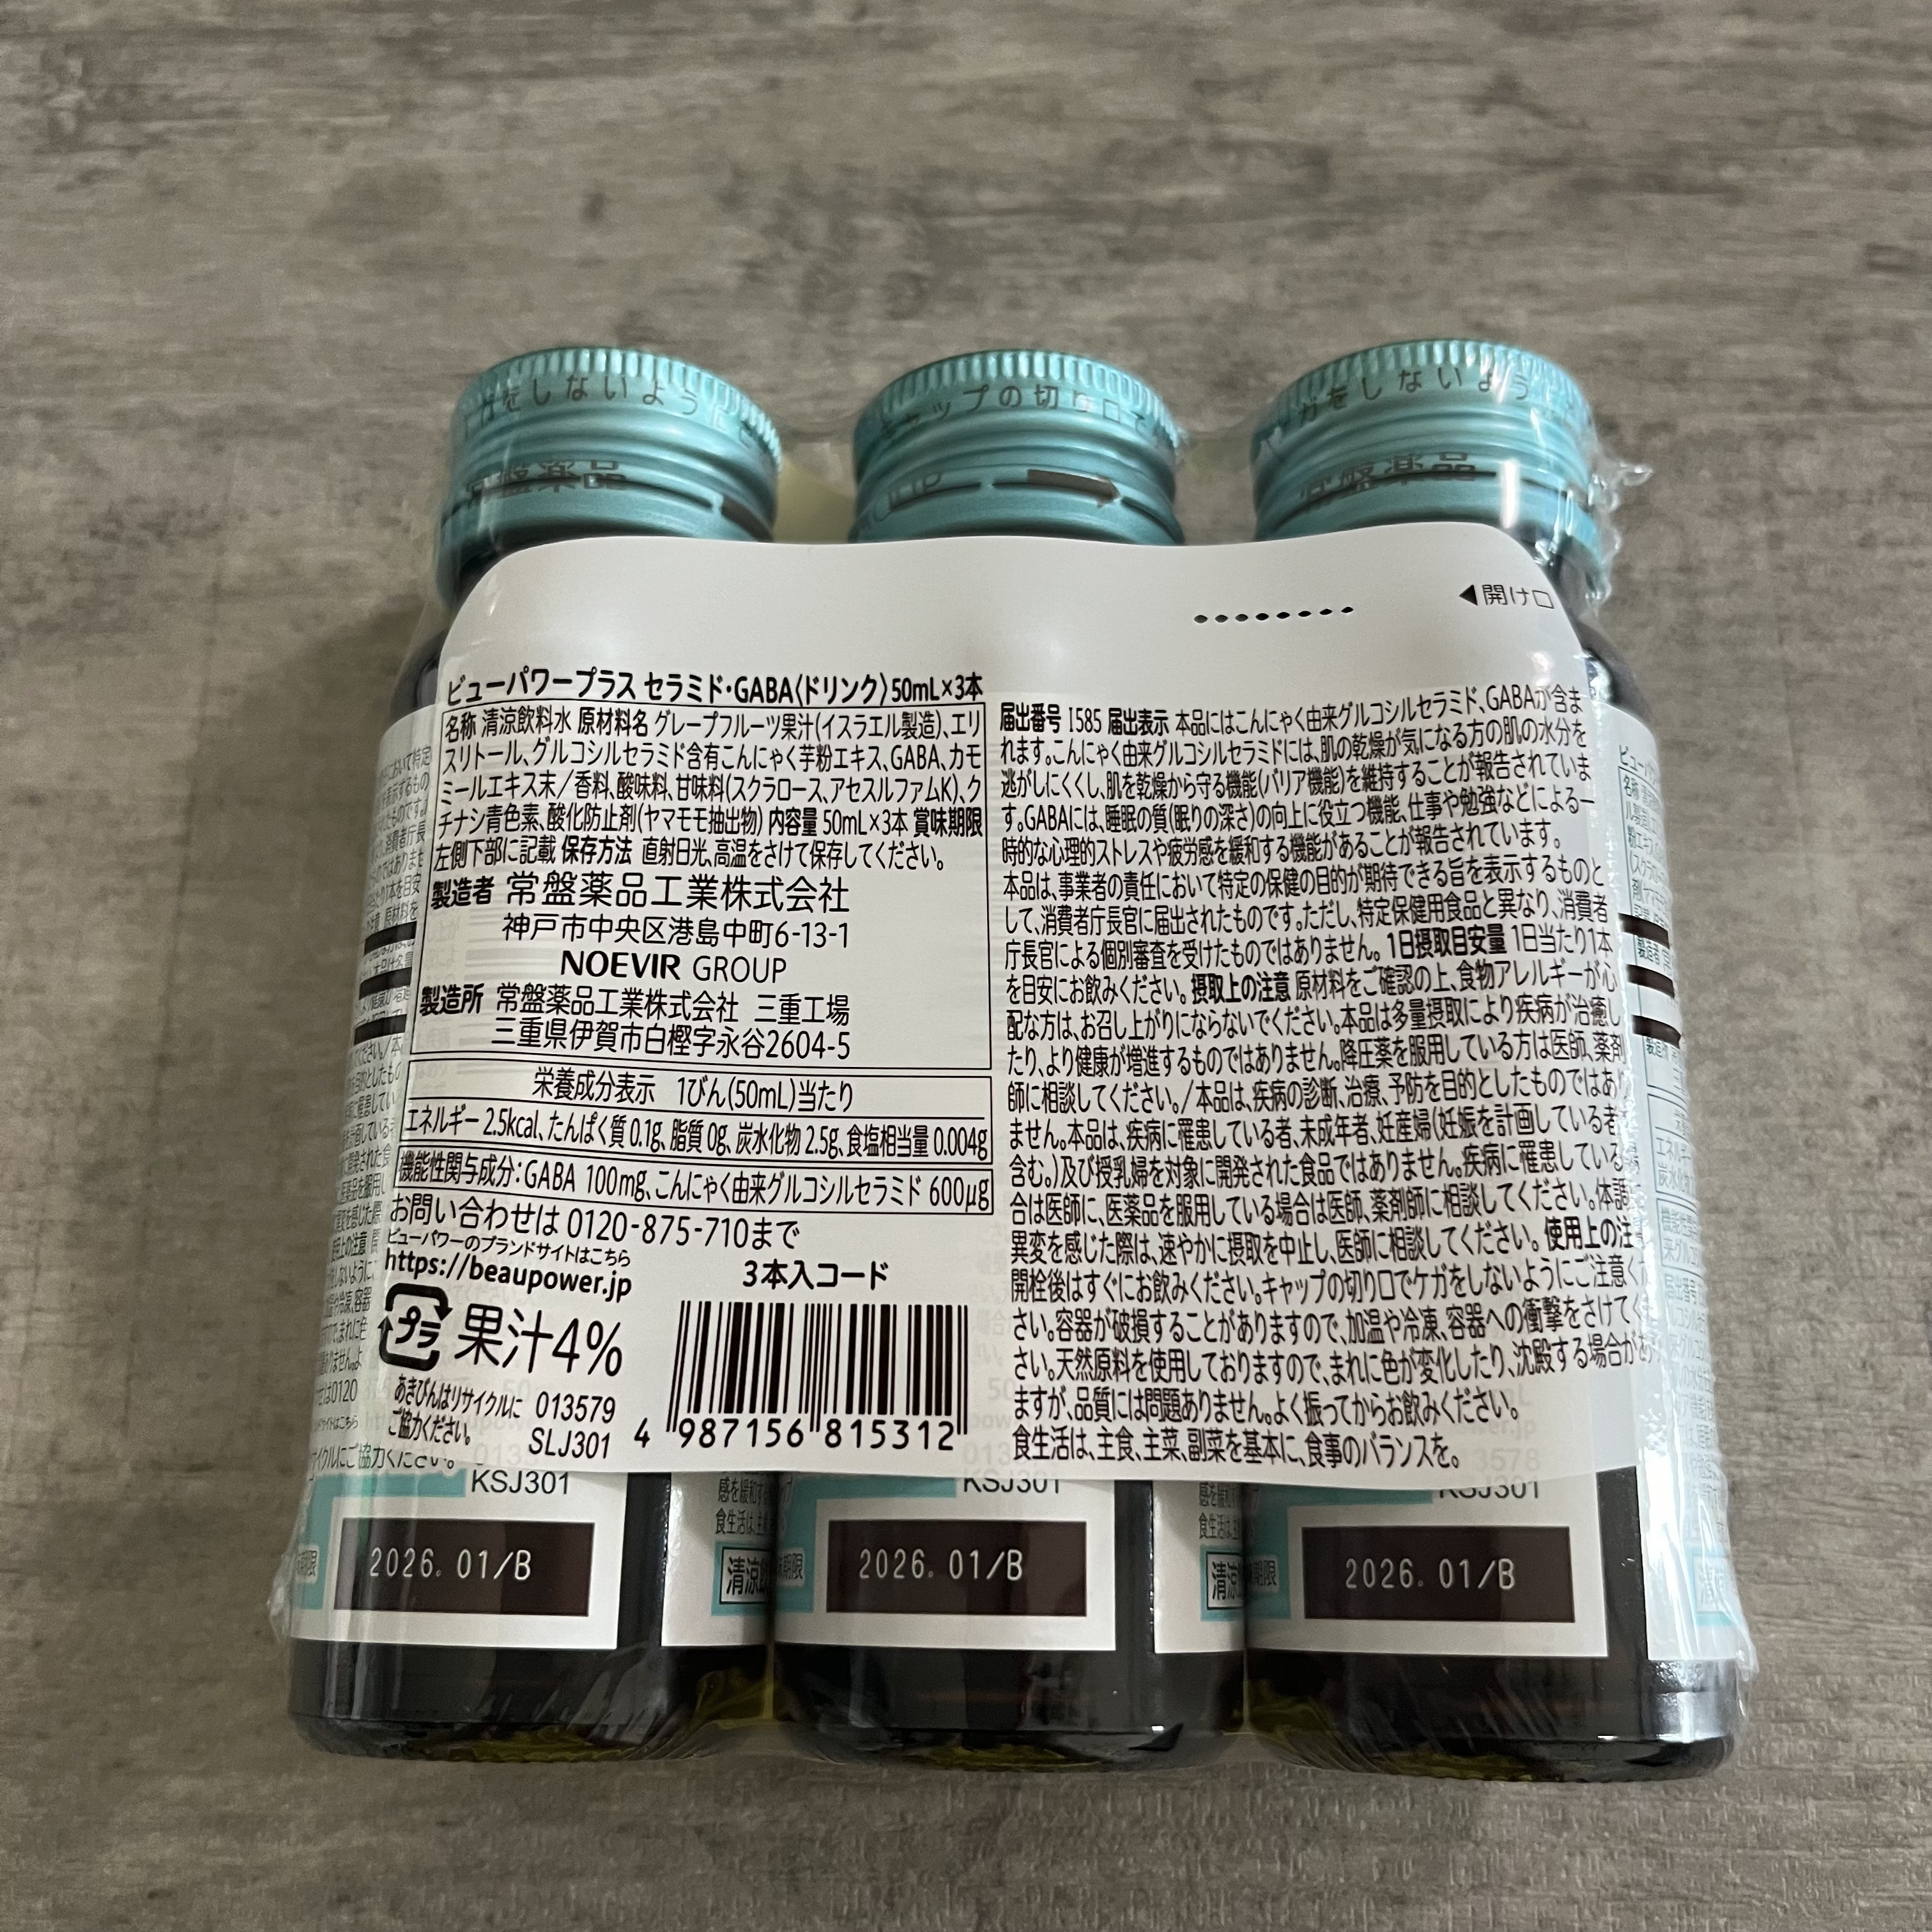 をしないよう
キャップの切り口で
をしないよう
常盤薬品
常盤薬品
◀開け口
ビューパワープラス セラミド・GABA〈ドリンク〉50mL×3本
名称 清涼飲料水 原材料名 グレープフルーツ果汁(イスラエル製造)、エリ
スリトール、グルコシルセラミド含有こんにゃく芋粉エキス、GABA、カモ
ミールエキス末/香料、酸味料、甘味料(スクラロース、アセスルファムK)、ク
チナシ青色素、酸化防止剤(ヤマモモ抽出物) 内容量 50mL×3本 賞味期限
左側下部に記載 保存方法 直射日光、高温をさけて保存してください。
製造者 常盤薬品工業株式会社
神戸市中央区港島中町6-13-1
NOEVIR GROUP
製造所 常盤薬品工業株式会社 三重工場
三重県伊賀市白樫字永谷2604-5
栄養成分表示 1びん(50mL)当たり
エネルギー 2.5kcal、たんぱく質 0.1g、脂質 0g、炭水化物 2.5g、食塩相当量 0.004g
機能性関与成分:GABA 100mg、こんにゃく由来グルコシルセラミド 600μg
お問い合わせは 0120-875-710まで
ビューパワーのブランドサイトはこちら
https://beaupower.jp
プラ
果汁4%
あきびんはリサイクルに
ご協力ください。
013579
SLJ301
3本入コード
4 987156 815312
届出番号 I585 届出表示 本品にはこんにゃく由来グルコシルセラミド、GABAが含ま
れます。こんにゃく由来グルコシルセラミドには、肌の乾燥が気になる方の肌の水分を
逃がしにくくし、肌を乾燥から守る機能(バリア機能)を維持することが報告されていま
す。GABAには、睡眠の質(眠りの深さ)の向上に役立つ機能、仕事や勉強などによる一
時的な心理的ストレスや疲労感を緩和する機能があることが報告されています。
本品は、事業者の責任において特定の保健の目的が期待できる旨を表示するものと
して、消費者庁長官に届出されたものです。ただし、特定保健用食品と異なり、消費者
庁長官による個別審査を受けたものではありません。1日摂取目安量 1日当たり1本
を目安にお飲みください。摂取上の注意 原材料をご確認の上、食物アレルギーが心
配な方は、お召し上がりにならないでください。本品は多量摂取により疾病が治癒し
たり、より健康が増進するものではありません。降圧薬を服用している方は医師、薬剤
師に相談してください。/本品は、疾病の診断、治療、予防を目的としたものではあり
ません。本品は、疾病に罹患している者、未成年者、妊産婦(妊娠を計画している者
含む。)及び授乳婦を対象に開発された食品ではありません。疾病に罹患している場
合は医師に、医薬品を服用している場合は医師、薬剤師に相談してください。体調
異変を感じた際は、速やかに摂取を中止し、医師に相談してください。使用上の注
開栓後はすぐにお飲みください。キャップの切り口でケガをしないようにご注意くだ
さい。容器が破損することがありますので、加温や冷凍、容器への衝撃をさけてく
さい。天然原料を使用しておりますので、まれに色が変化したり、沈殿する場合があ
ますが、品質には問題ありません。よく振ってからお飲みください。
食生活は、主食、主菜、副菜を基本に、食事のバランスを。
KSJ301
KSJ301
KSJ301
2026.01/B
2026.01/B
2026.01/B